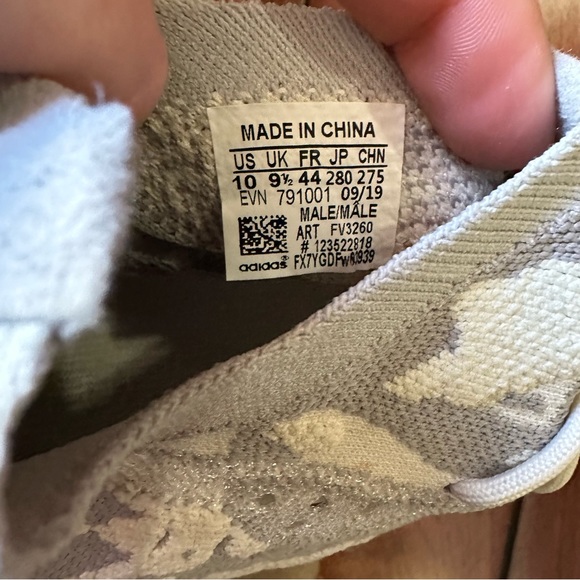 MADE IN CHINA
US UK FR JP CHN
10 9½ 44 280 275
EVN 791001 09/19
MALE/MÂLE
ART FV3260
# 123522818
adidas®